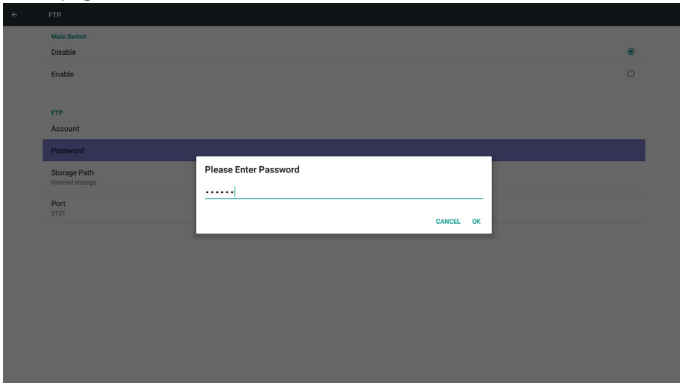 FTP
Main Switch
Disable
Enable
FTP
Account
Password
Storage Path
Internal storage
Port
2121
Please Enter Password
••••••
CANCEL OK